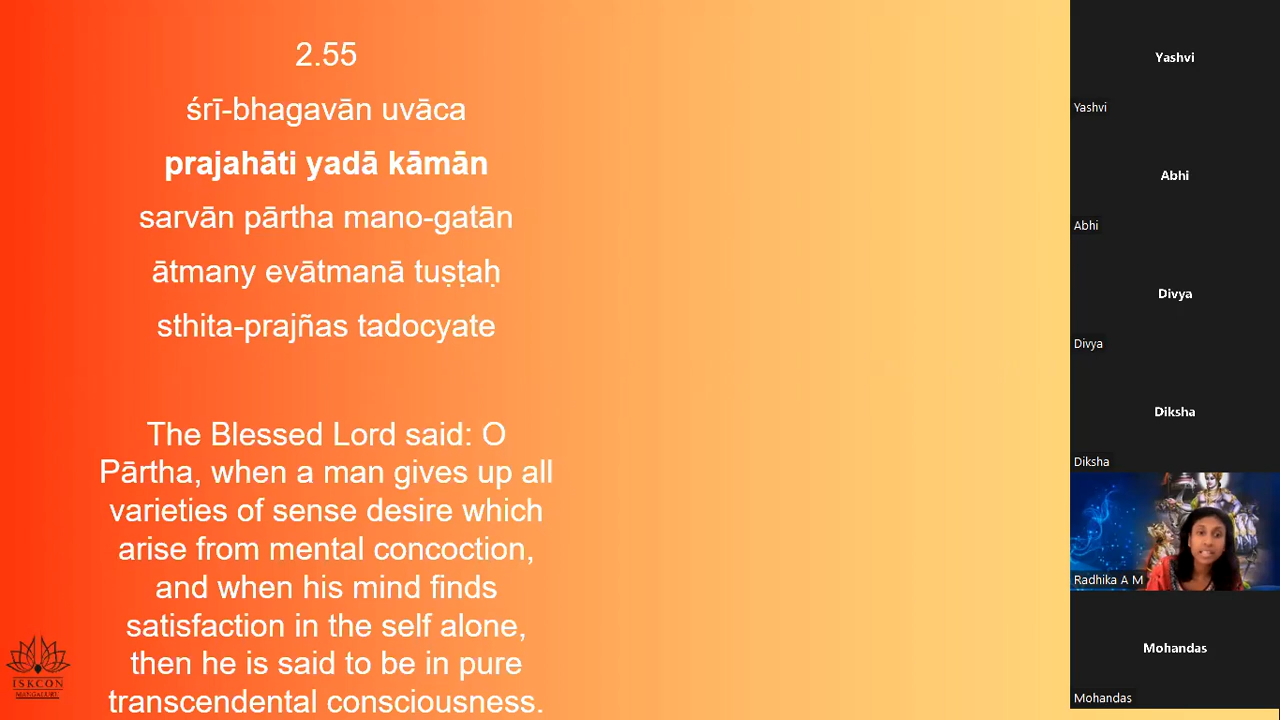 2.55
śrī-bhagavān uvāca
prajahāti yadā kāmān
sarvān pārtha mano-gatān
ātmany evātmanā tuṣṭaḥ
sthita-prajñas tadocyate
The Blessed Lord said: O
Pārtha, when a man gives up all
varieties of sense desire which
arise from mental concoction,
and when his mind finds
satisfaction in the self alone,
then he is said to be in pure
transcendental consciousness.
ISKCON
MANGALURU
Yashvi
Yashvi
Abhi
Abhi
Divya
Divya
Diksha
Diksha
Radhika A M
Mohandas
Mohandas